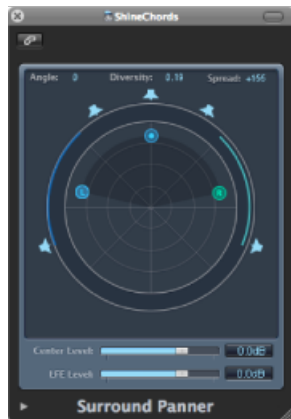 ShineChords
Angle: 0 Diversity: 0.19 Spread: +156
L R
Center Level: 0.0dB
LFE Level: 0.0dB
Surround Panner